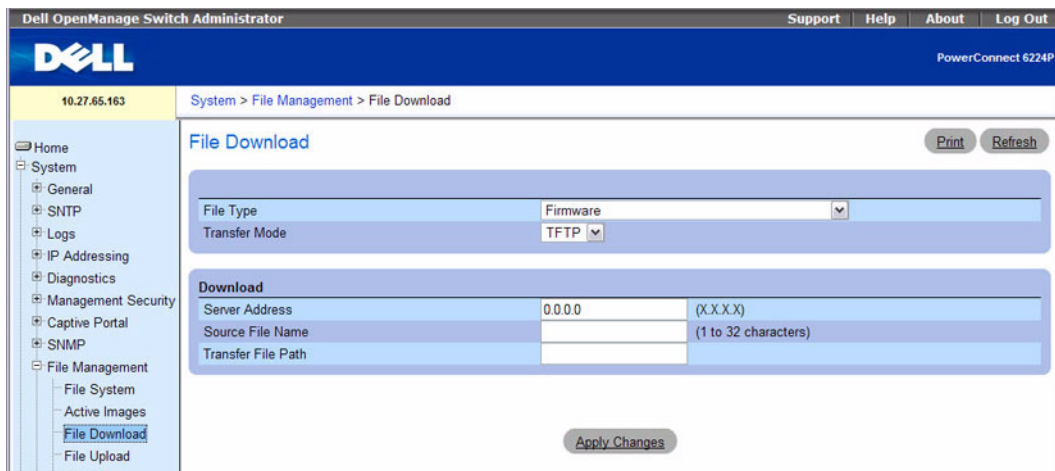 Dell OpenManage Switch Administrator
Support Help About Log Out
DELL
PowerConnect 6224P
10.27.65.163
System > File Management > File Download
Home
System
General
SNTP
Logs
IP Addressing
Diagnostics
Management Security
Captive Portal
SNMP
File Management
File System
Active Images
File Download
File Upload
File Download
Print Refresh
File Type Firmware
Transfer Mode TFTP
Download
Server Address 0.0.0.0 (X.X.X.X)
Source File Name (1 to 32 characters)
Transfer File Path
Apply Changes